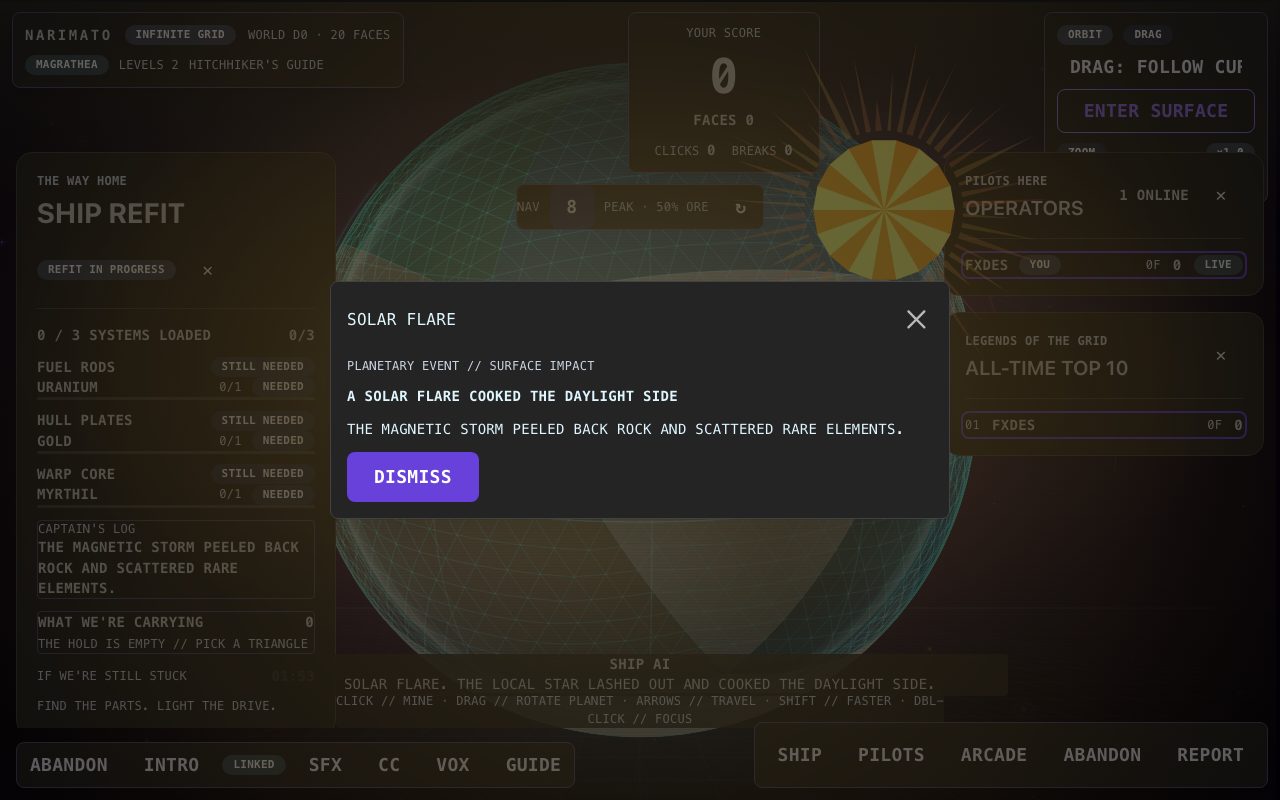 NARIMATO INFINITE GRID WORLD D0 · 20 FACES
MAGRATHEA LEVELS 2 HITCHHIKER'S GUIDE
YOUR SCORE
0
FACES 0
CLICKS 0 BREAKS 0
ORBIT DRAG
DRAG: FOLLOW CUR
ENTER SURFACE
ZOOM ×1.0
NAV 8 PEAK · 50% ORE ↻
THE WAY HOME
SHIP REFIT
REFIT IN PROGRESS ×
0 / 3 SYSTEMS LOADED 0/3
FUEL RODS STILL NEEDED
URANIUM 0/1 NEEDED
HULL PLATES STILL NEEDED
GOLD 0/1 NEEDED
WARP CORE STILL NEEDED
MYRTHIL 0/1 NEEDED
CAPTAIN'S LOG
THE MAGNETIC STORM PEELED BACK
ROCK AND SCATTERED RARE
ELEMENTS.
WHAT WE'RE CARRYING 0
THE HOLD IS EMPTY // PICK A TRIANGLE
IF WE'RE STILL STUCK 01:53
FIND THE PARTS. LIGHT THE DRIVE.
PILOTS HERE
OPERATORS 1 ONLINE ×
FXDES YOU 0F 0 LIVE
LEGENDS OF THE GRID
ALL-TIME TOP 10 ×
01 FXDES 0F 0
SOLAR FLARE
PLANETARY EVENT // SURFACE IMPACT
A SOLAR FLARE COOKED THE DAYLIGHT SIDE
THE MAGNETIC STORM PEELED BACK ROCK AND SCATTERED RARE ELEMENTS.
DISMISS
SHIP AI
SOLAR FLARE. THE LOCAL STAR LASHED OUT AND COOKED THE DAYLIGHT SIDE.
CLICK // MINE · DRAG // ROTATE PLANET · ARROWS // TRAVEL · SHIFT // FASTER · DBL-
CLICK // FOCUS
ABANDON INTRO LINKED SFX CC VOX GUIDE
SHIP PILOTS ARCADE ABANDON REPORT